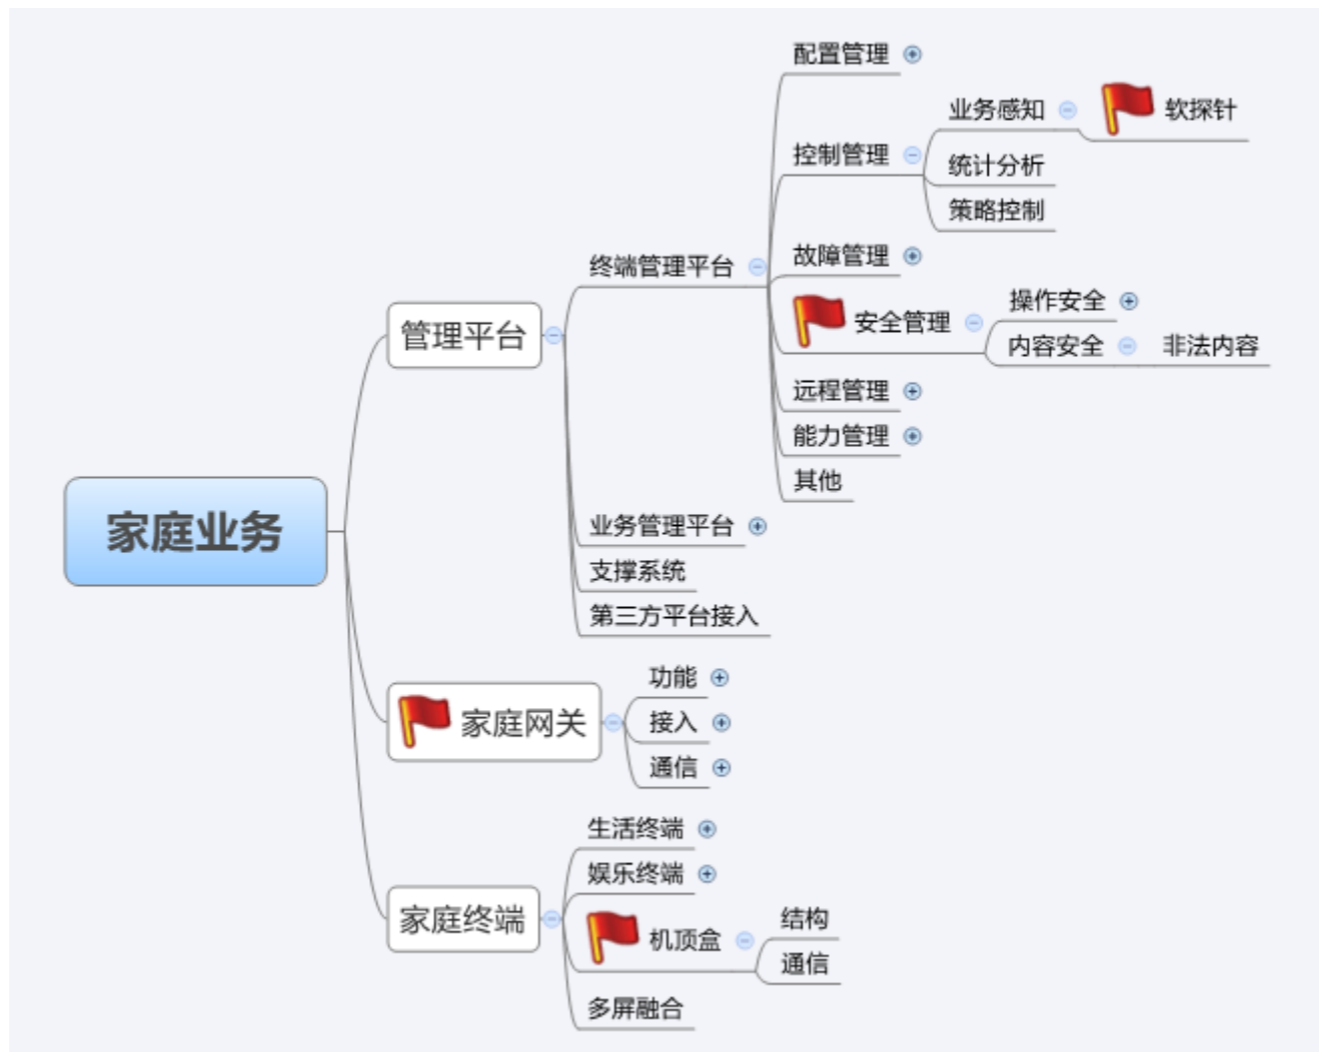 家庭业务
管理平台
终端管理平台
配置管理
控制管理
业务感知
软探针
统计分析
策略控制
故障管理
安全管理
操作安全
内容安全
非法内容
远程管理
能力管理
其他
业务管理平台
支撑系统
第三方平台接入
家庭网关
功能
接入
通信
家庭终端
生活终端
娱乐终端
机顶盒
结构
通信
多屏融合